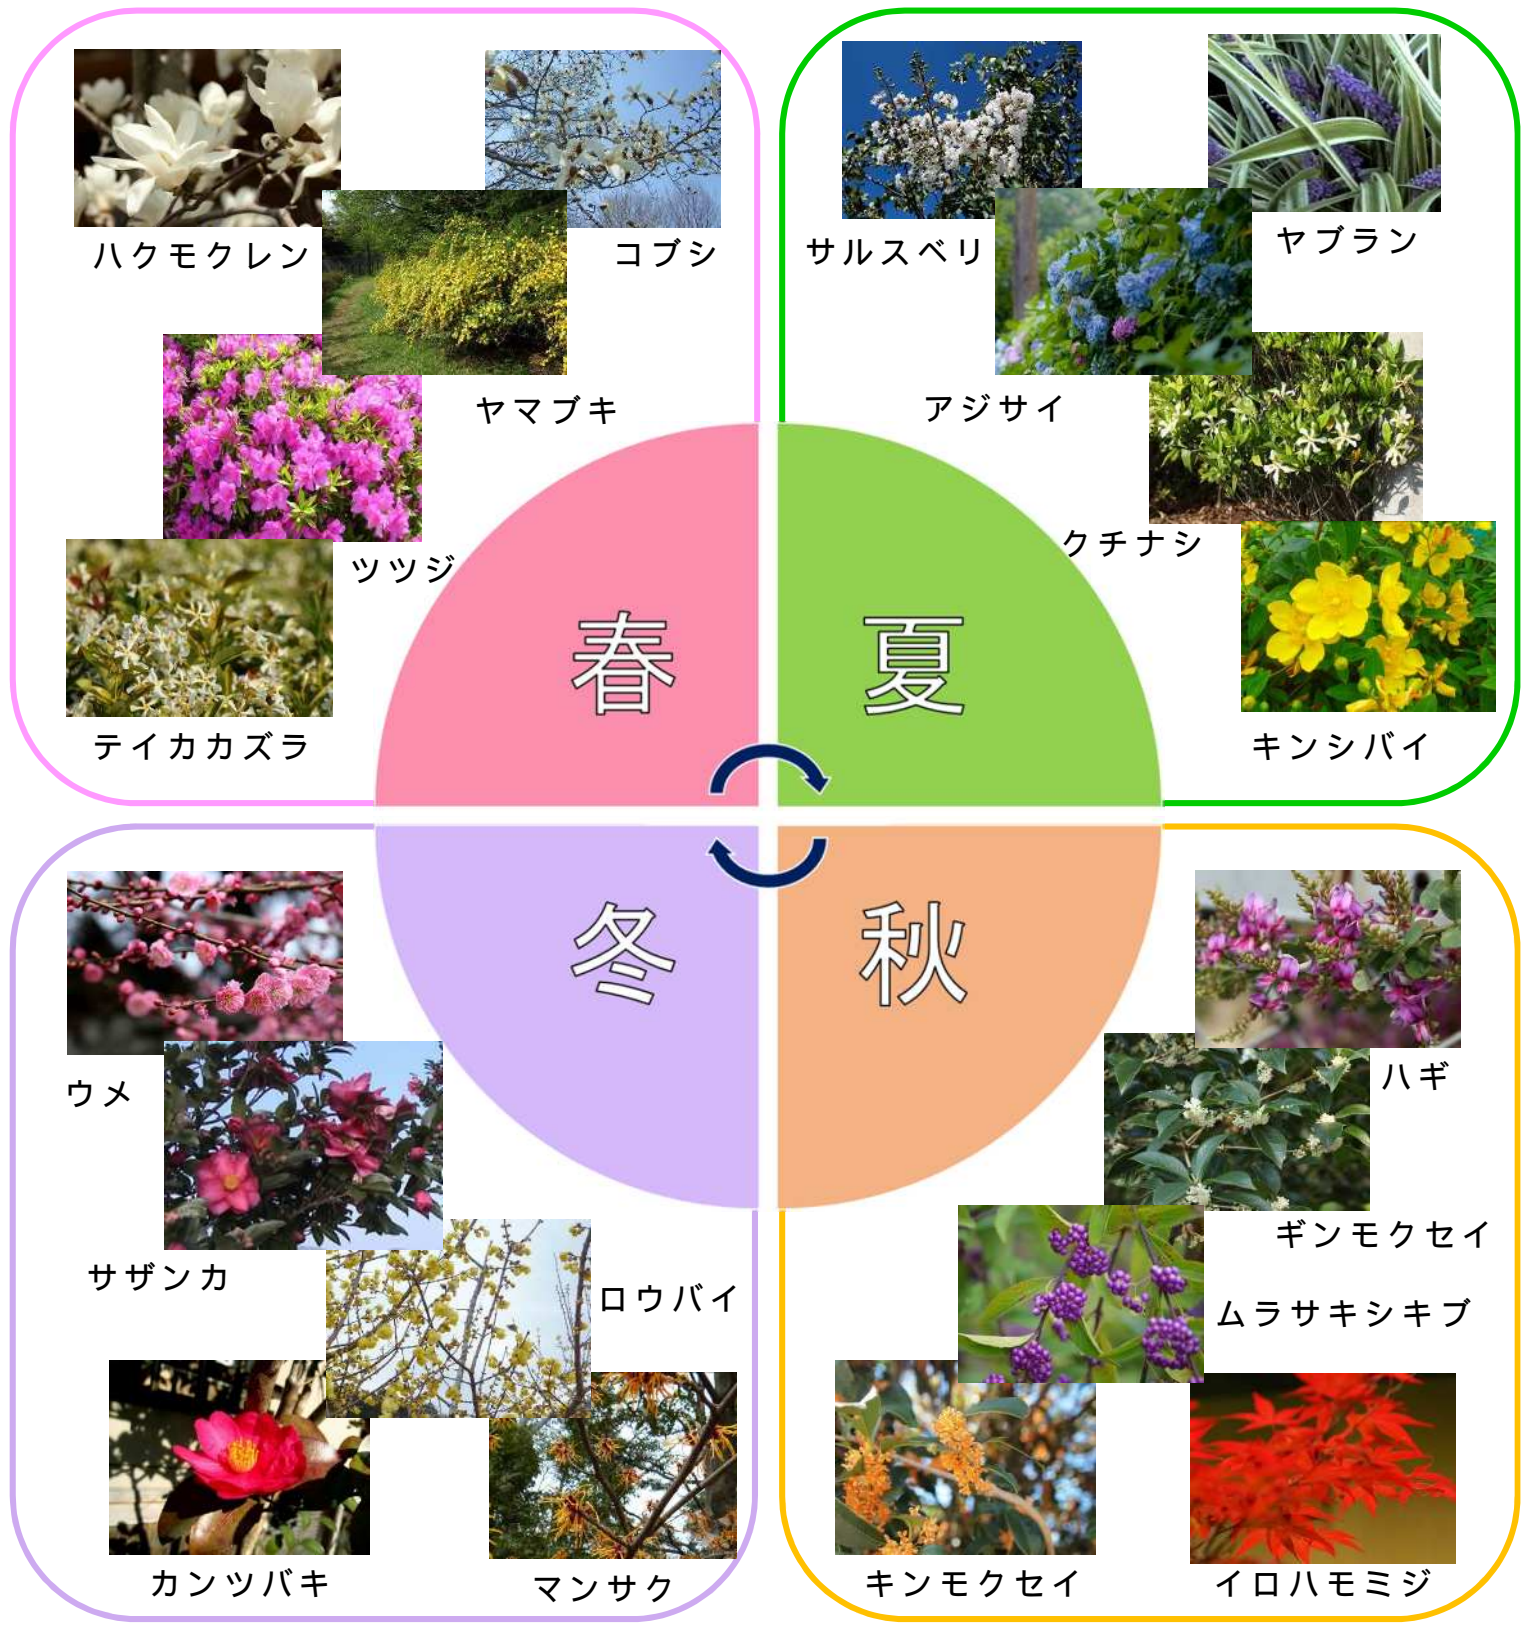 ハクモクレン
コブシ
ヤマブキ
ツツジ
テイカカズラ
春
サルスベリ
ヤブラン
アジサイ
クチナシ
キンシバイ
夏
冬
ウメ
サザンカ
ロウバイ
カンツバキ
マンサク
秋
ハギ
ギンモクセイ
ムラサキシキブ
キンモクセイ
イロハモミジ